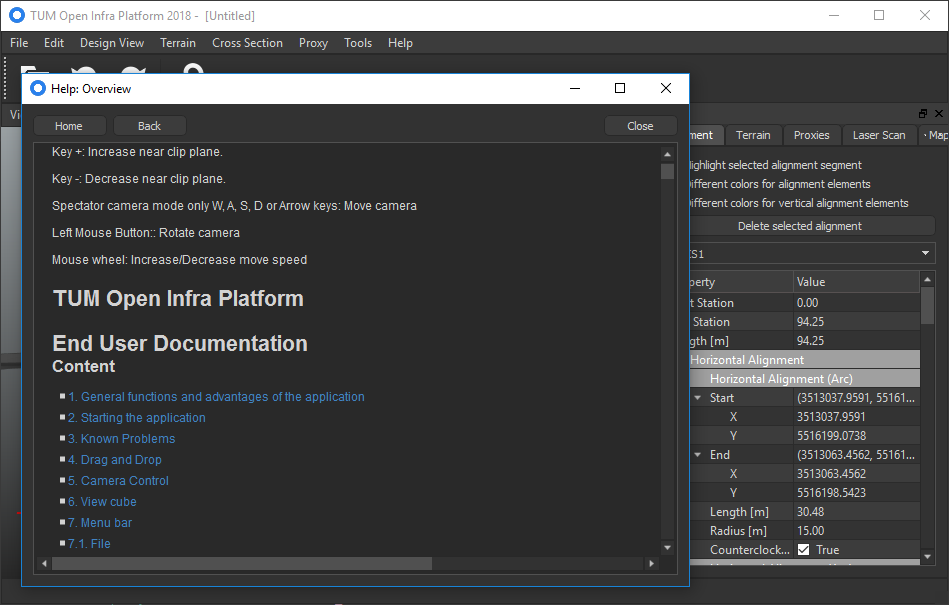 TUM Open Infra Platform 2018 - [Untitled]
File Edit Design View Terrain Cross Section Proxy Tools Help
Help: Overview
Home Back Close
Key +: Increase near clip plane.
Key -: Decrease near clip plane.
Spectator camera mode only W, A, S, D or Arrow keys: Move camera
Left Mouse Button:: Rotate camera
Mouse wheel: Increase/Decrease move speed
TUM Open Infra Platform
End User Documentation
Content
1. General functions and advantages of the application
2. Starting the application
3. Known Problems
4. Drag and Drop
5. Camera Control
6. View cube
7. Menu bar
7.1. File
Terrain Proxies Laser Scan
ighlight selected alignment segment
ifferent colors for alignment elements
ifferent colors for vertical alignment elements
Delete selected alignment
Value
Station 0.00
Station 94.25
[m] 94.25
Horizontal Alignment
Horizontal Alignment (Arc)
Start (3513037.9591, 55161...
X 3513037.9591
Y 5516199.0738
End (3513063.4562, 55161...
X 3513063.4562
Y 5516198.5423
Length [m] 30.48
Radius [m] 15.00
Counterclock... True